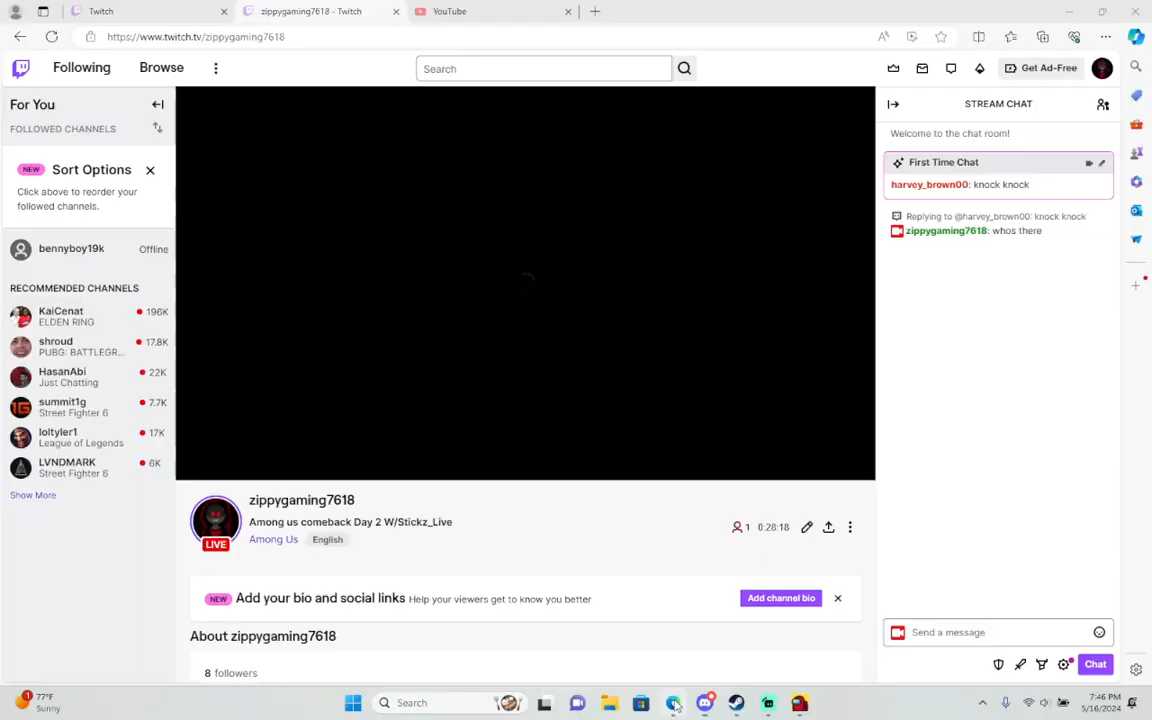 Twitch
zippygaming7618 - Twitch
YouTube
https://www.twitch.tv/zippygaming7618
Following
Browse
Search
Get Ad-Free
For You
FOLLOWED CHANNELS
NEW Sort Options
Click above to reorder your
followed channels.
bennyboy19k
Offline
RECOMMENDED CHANNELS
KaiCenat
196K
ELDEN RING
shroud
17.8K
PUBG: BATTLEGR...
HasanAbi
22K
Just Chatting
summit1g
7.7K
Street Fighter 6
loltyler1
17K
League of Legends
LVNDMARK
6K
Street Fighter 6
Show More
zippygaming7618
Among us comeback Day 2 W/Stickz_Live
Among Us
English
LIVE
1
0:28:18
NEW Add your bio and social links Help your viewers get to know you better
Add channel bio
About zippygaming7618
8 followers
STREAM CHAT
Welcome to the chat room!
First Time Chat
harvey_brown00: knock knock
Replying to @harvey_brown00: knock knock
zippygaming7618: whos there
Send a message
Chat
1
77°F
Sunny
Search
7:46 PM
5/16/2024